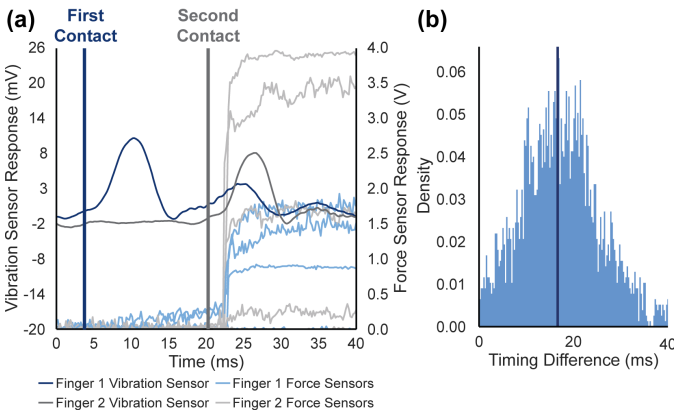 (a)
First
Contact
Second
Contact
(b)
Vibration Sensor Response (mV)
26
20
14
8
3
-2
-8
-14
-20
4.0
3.5
3.0
2.5
2.0
1.5
1.0
0.5
0.0
Force Sensor Response (V)
0 5 10 15 20 25 30 35 40
Time (ms)
Finger 1 Vibration Sensor Finger 1 Force Sensors
Finger 2 Vibration Sensor Finger 2 Force Sensors
Density
0.06
0.05
0.04
0.03
0.02
0.01
0.00
0 20 40
Timing Difference (ms)